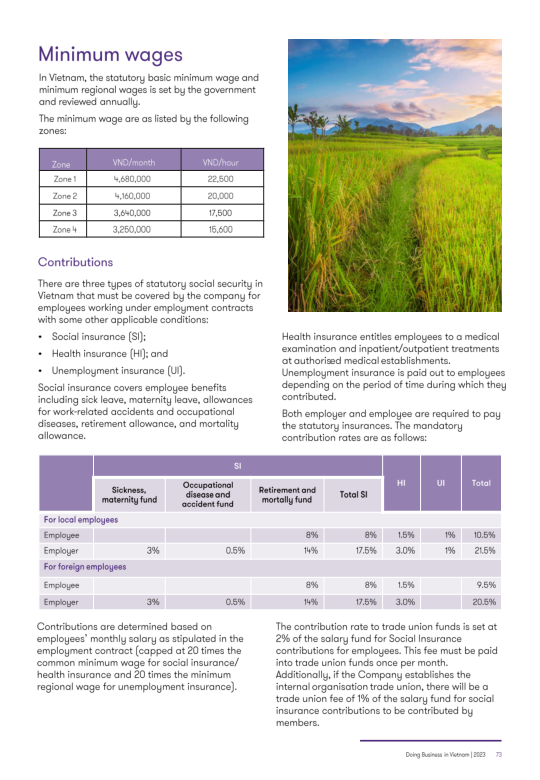 Minimum wages
In Vietnam, the statutory basic minimum wage and
minimum regional wages is set by the government
and reviewed annually.
The minimum wage are as listed by the following
zones:
Zone VND/month VND/hour
Zone 1 4,680,000 22,500
Zone 2 4,160,000 20,000
Zone 3 3,640,000 17,500
Zone 4 3,250,000 15,600
Contributions
There are three types of statutory social security in
Vietnam that must be covered by the company for
employees working under employment contracts
with some other applicable conditions:
• Social insurance (SI);
• Health insurance (HI); and
• Unemployment insurance (UI).
Social insurance covers employee benefits
including sick leave, maternity leave, allowances
for work-related accidents and occupational
diseases, retirement allowance, and mortality
allowance.
Health insurance entitles employees to a medical
examination and inpatient/outpatient treatments
at authorised medical establishments.
Unemployment insurance is paid out to employees
depending on the period of time during which they
contributed.
Both employer and employee are required to pay
the statutory insurances. The mandatory
contribution rates are as follows:
SI HI UI Total
Sickness, maternity fund Occupational disease and accident fund Retirement and mortally fund Total SI
For local employees
Employee 8% 8% 1.5% 1% 10.5%
Employer 3% 0.5% 14% 17.5% 3.0% 1% 21.5%
For foreign employees
Employee 8% 8% 1.5% 9.5%
Employer 3% 0.5% 14% 17.5% 3.0% 20.5%
Contributions are determined based on
employees' monthly salary as stipulated in the
employment contract (capped at 20 times the
common minimum wage for social insurance/
health insurance and 20 times the minimum
regional wage for unemployment insurance).
The contribution rate to trade union funds is set at
2% of the salary fund for Social Insurance
contributions for employees. This fee must be paid
into trade union funds once per month.
Additionally, if the Company establishes the
internal organisation trade union, there will be a
trade union fee of 1% of the salary fund for social
insurance contributions to be contributed by
members.
Doing Business in Vietnam | 2023 73